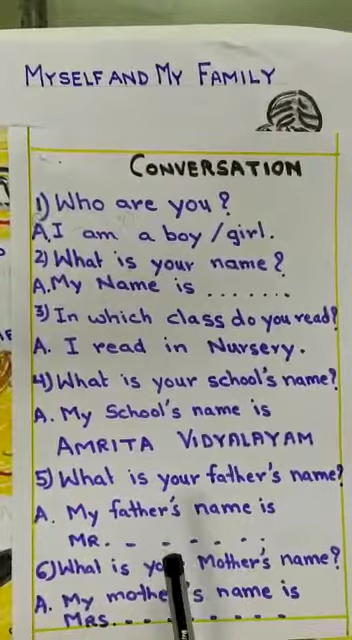 MYSELF AND MY FAMILY
CONVERSATION
1) Who are you?
A. I am a boy/girl.
2) What is your name?
A. My Name is .......
3) In which class do you read?
A. I read in Nursery.
4) What is your school's name?
A. My School's name is
AMRITA VIDYALAYAM
5) What is your father's name?
A. My father's name is
MR. - - - - . .
6) What is Mother's name?
A. My name is
MRS. . . - - - - - -